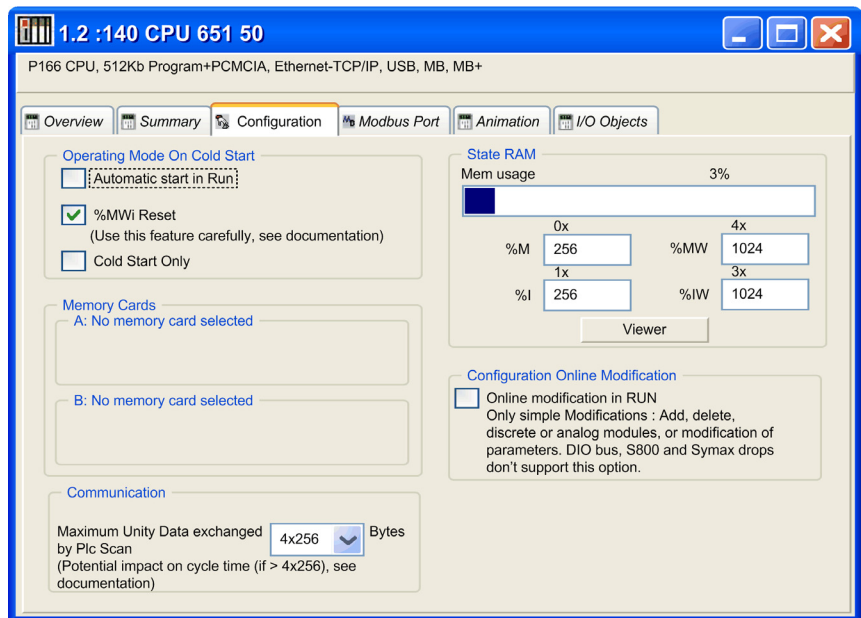 1.2 :140 CPU 651 50
P166 CPU, 512Kb Program+PCMCIA, Ethernet-TCP/IP, USB, MB, MB+
Overview Summary Configuration Modbus Port Animation I/O Objects
Operating Mode On Cold Start
Automatic start in Run
%MWi Reset
(Use this feature carefully, see documentation)
Cold Start Only
Memory Cards
A: No memory card selected
B: No memory card selected
Communication
Maximum Unity Data exchanged 4x256 Bytes
by Plc Scan
(Potential impact on cycle time (if > 4x256), see
documentation)
State RAM
Mem usage 3%
0x 4x
%M 256 %MW 1024
1x 3x
%I 256 %IW 1024
Viewer
Configuration Online Modification
Online modification in RUN
Only simple Modifications : Add, delete,
discrete or analog modules, or modification of
parameters. DIO bus, S800 and Symax drops
don't support this option.